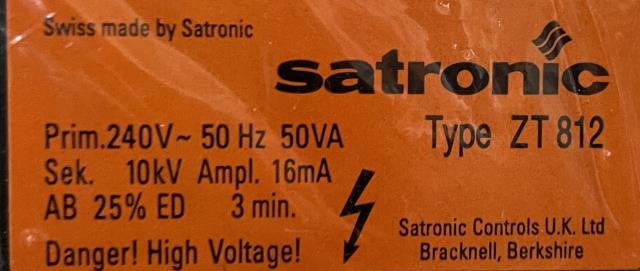 Swiss made by Satronic
satronic
Type ZT 812
Prim.240V~ 50 Hz 50VA
Sek. 10kV Ampl. 16mA
AB 25% ED 3 min.
Danger! High Voltage!
Satronic Controls U.K. Ltd
Bracknell, Berkshire